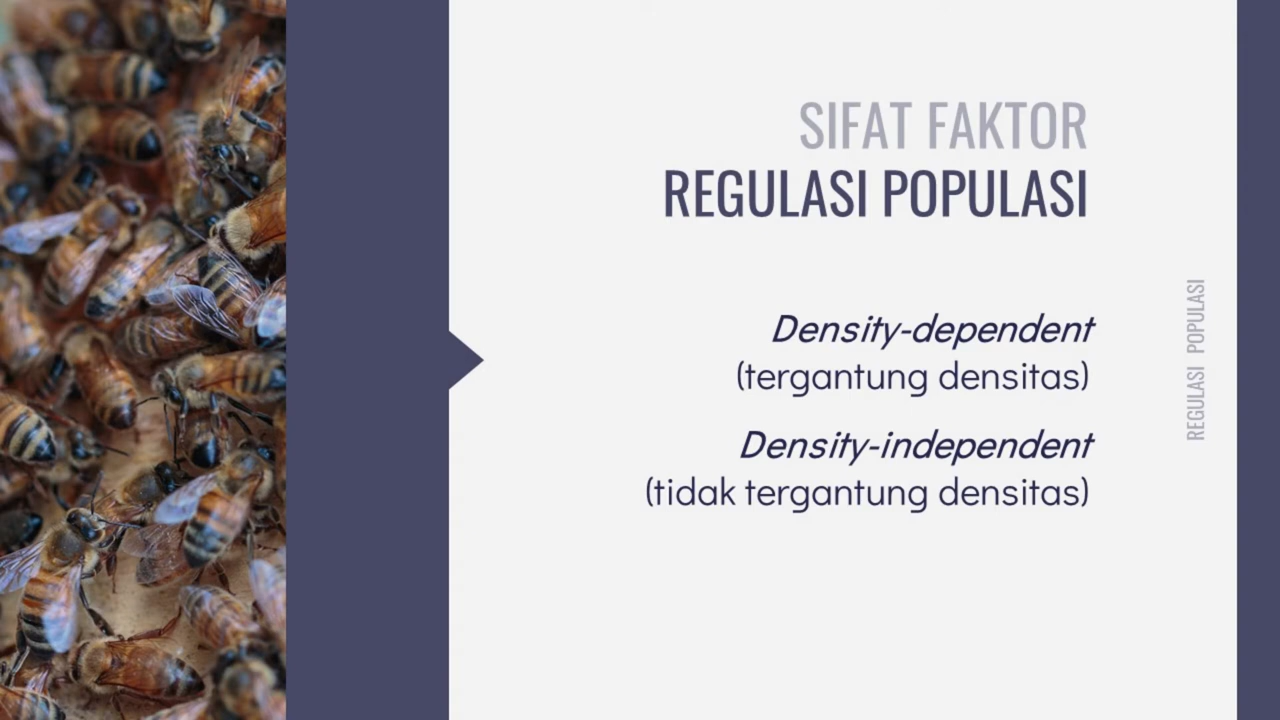 SIFAT FAKTOR
REGULASI POPULASI
Density-dependent
(tergantung densitas)
Density-independent
(tidak tergantung densitas)
REGULASI POPULASI